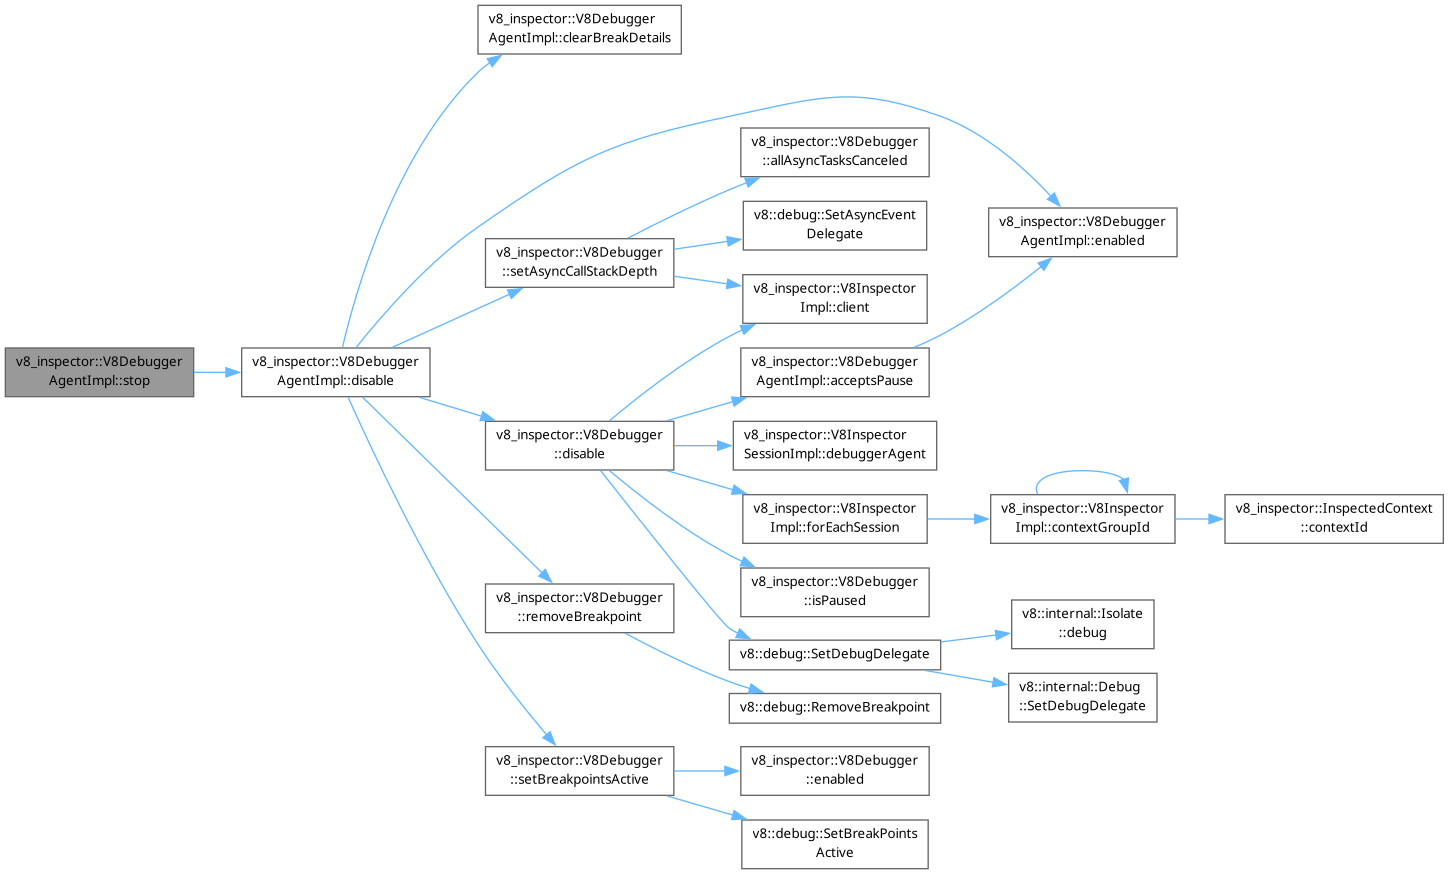 v8_inspector::V8Debugger
AgentImpl::stop
v8_inspector::V8Debugger
AgentImpl::disable
v8_inspector::V8Debugger
AgentImpl::clearBreakDetails
v8_inspector::V8Debugger
::setAsyncCallStackDepth
v8_inspector::V8Debugger
::disable
v8_inspector::V8Debugger
::removeBreakpoint
v8_inspector::V8Debugger
::setBreakpointsActive
v8_inspector::V8Debugger
::allAsyncTasksCanceled
v8::debug::SetAsyncEvent
Delegate
v8_inspector::V8Inspector
Impl::client
v8_inspector::V8Debugger
AgentImpl::acceptsPause
v8_inspector::V8Inspector
SessionImpl::debuggerAgent
v8_inspector::V8Inspector
Impl::forEachSession
v8_inspector::V8Debugger
::isPaused
v8::debug::SetDebugDelegate
v8::debug::RemoveBreakpoint
v8_inspector::V8Debugger
::enabled
v8::debug::SetBreakPoints
Active
v8_inspector::V8Debugger
AgentImpl::enabled
v8_inspector::V8Inspector
Impl::contextGroupId
v8::internal::Isolate
::debug
v8::internal::Debug
::SetDebugDelegate
v8_inspector::InspectedContext
::contextId